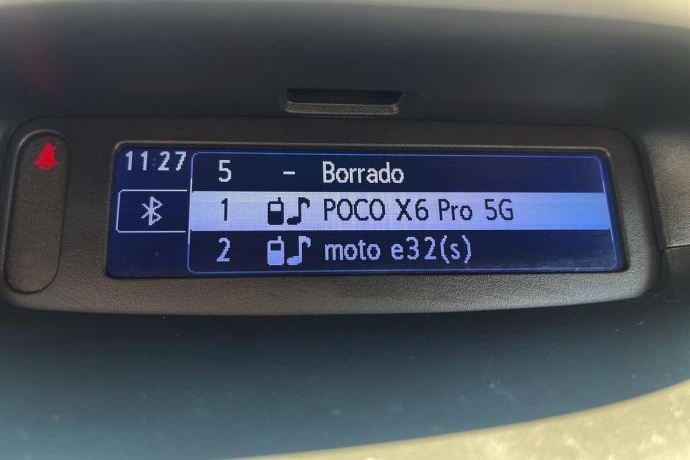 11:27
5 - Borrado
1 POCO X6 Pro 5G
2 moto e32(s)